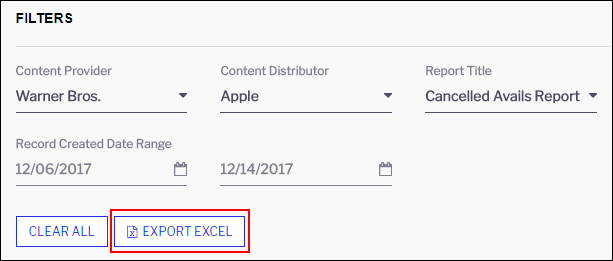 FILTERS
Content Provider Content Distributor Report Title
Warner Bros. Apple Cancelled Avails Report
Record Created Date Range
12/06/2017 12/14/2017
CLEAR ALL EXPORT EXCEL